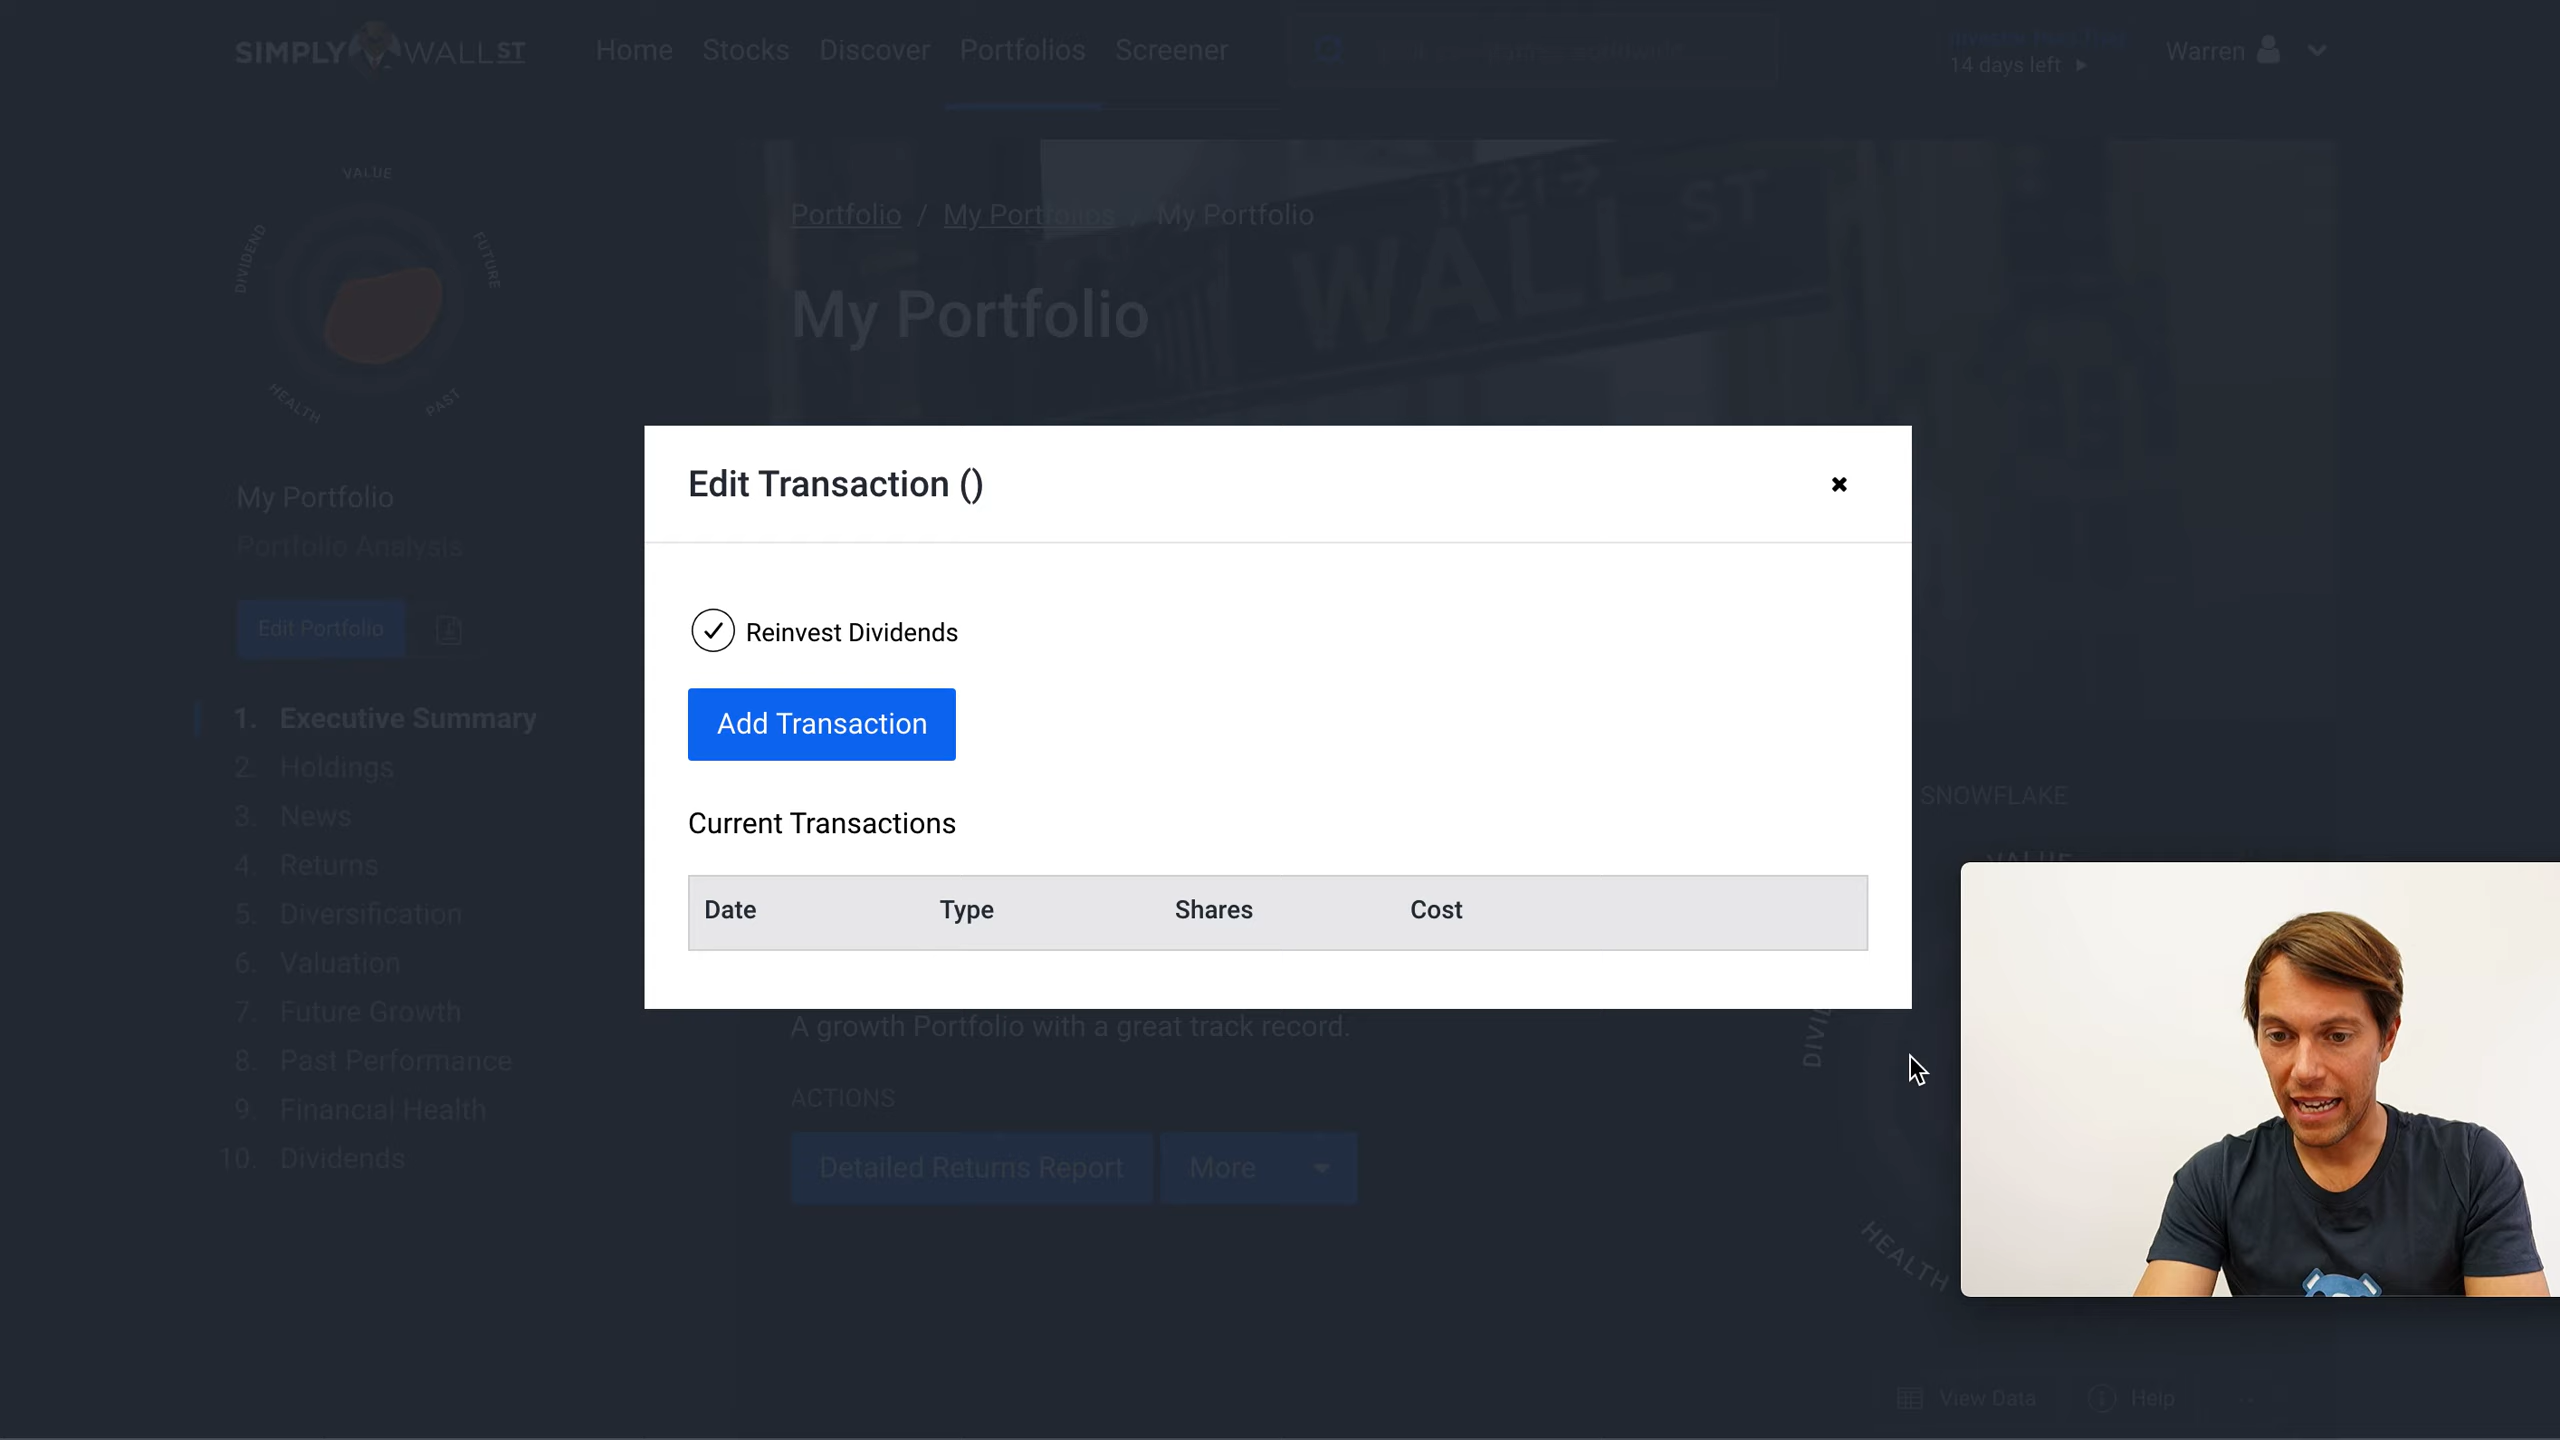 SIMPLY WALLST
Home
Stocks
Discover
Portfolios
Screener
14 days left
Warren
VALUE
FUTURE
PAST
HEALTH
DIVIDEND
Portfolio / My Portfolios / My Portfolio
11-21
WALL ST
My Portfolio
My Portfolio
Portfolio Analysis
Edit Portfolio
1. Executive Summary
2. Holdings
3. News
4. Returns
5. Diversification
6. Valuation
7. Future Growth
8. Past Performance
9. Financial Health
10. Dividends
Edit Transaction ()
Reinvest Dividends
Add Transaction
Current Transactions
Date Type Shares Cost
SNOWFLAKE
VALUE
HEALTH
A growth Portfolio with a great track record.
ACTIONS
Detailed Returns Report
More
View Data
Help